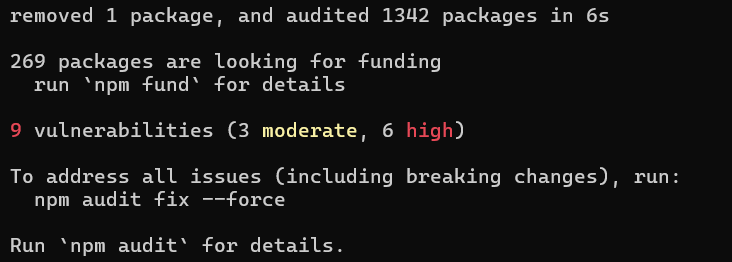 removed 1 package, and audited 1342 packages in 6s
269 packages are looking for funding
run `npm fund` for details
9 vulnerabilities (3 moderate, 6 high)
To address all issues (including breaking changes), run:
npm audit fix --force
Run `npm audit` for details.